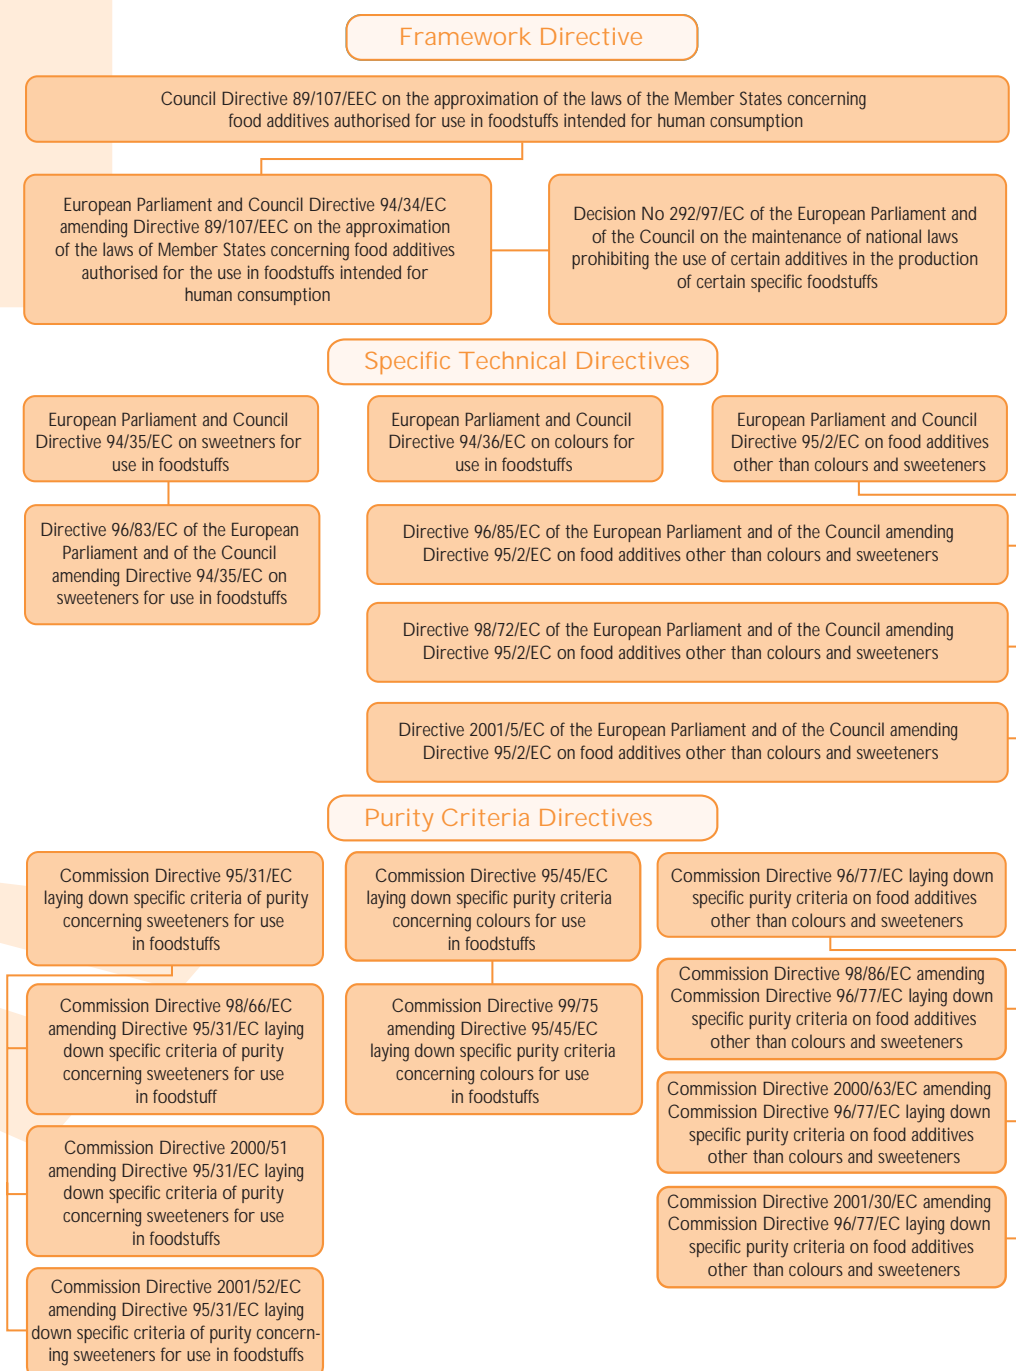 Framework Directive
Council Directive 89/107/EEC on the approximation of the laws of the Member States concerning
food additives authorised for use in foodstuffs intended for human consumption
European Parliament and Council Directive 94/34/EC
amending Directive 89/107/EEC on the approximation
of the laws of Member States concerning food additives
authorised for the use in foodstuffs intended for
human consumption
Decision No 292/97/EC of the European Parliament and
of the Council on the maintenance of national laws
prohibiting the use of certain additives in the production
of certain specific foodstuffs
Specific Technical Directives
European Parliament and Council
Directive 94/35/EC on sweetners for
use in foodstuffs
European Parliament and Council
Directive 94/36/EC on colours for
use in foodstuffs
European Parliament and Council
Directive 95/2/EC on food additives
other than colours and sweeteners
Directive 96/83/EC of the European
Parliament and of the Council
amending Directive 94/35/EC on
sweeteners for use in foodstuffs
Directive 96/85/EC of the European Parliament and of the Council amending
Directive 95/2/EC on food additives other than colours and sweeteners
Directive 98/72/EC of the European Parliament and of the Council amending
Directive 95/2/EC on food additives other than colours and sweeteners
Directive 2001/5/EC of the European Parliament and of the Council amending
Directive 95/2/EC on food additives other than colours and sweeteners
Purity Criteria Directives
Commission Directive 95/31/EC
laying down specific criteria of purity
concerning sweeteners for use
in foodstuffs
Commission Directive 98/66/EC
amending Directive 95/31/EC laying
down specific criteria of purity
concerning sweeteners for use
in foodstuff
Commission Directive 2000/51
amending Directive 95/31/EC laying
down specific criteria of purity
concerning sweeteners for use
in foodstuffs
Commission Directive 2001/52/EC
amending Directive 95/31/EC laying
down specific criteria of purity concern-
ing sweeteners for use in foodstuffs
Commission Directive 95/45/EC
laying down specific purity criteria
concerning colours for use
in foodstuffs
Commission Directive 99/75
amending Directive 95/45/EC
laying down specific purity criteria
concerning colours for use
in foodstuffs
Commission Directive 96/77/EC laying down
specific purity criteria on food additives
other than colours and sweeteners
Commission Directive 98/86/EC amending
Commission Directive 96/77/EC laying down
specific purity criteria on food additives
other than colours and sweeteners
Commission Directive 2000/63/EC amending
Commission Directive 96/77/EC laying down
specific purity criteria on food additives
other than colours and sweeteners
Commission Directive 2001/30/EC amending
Commission Directive 96/77/EC laying down
specific purity criteria on food additives
other than colours and sweeteners